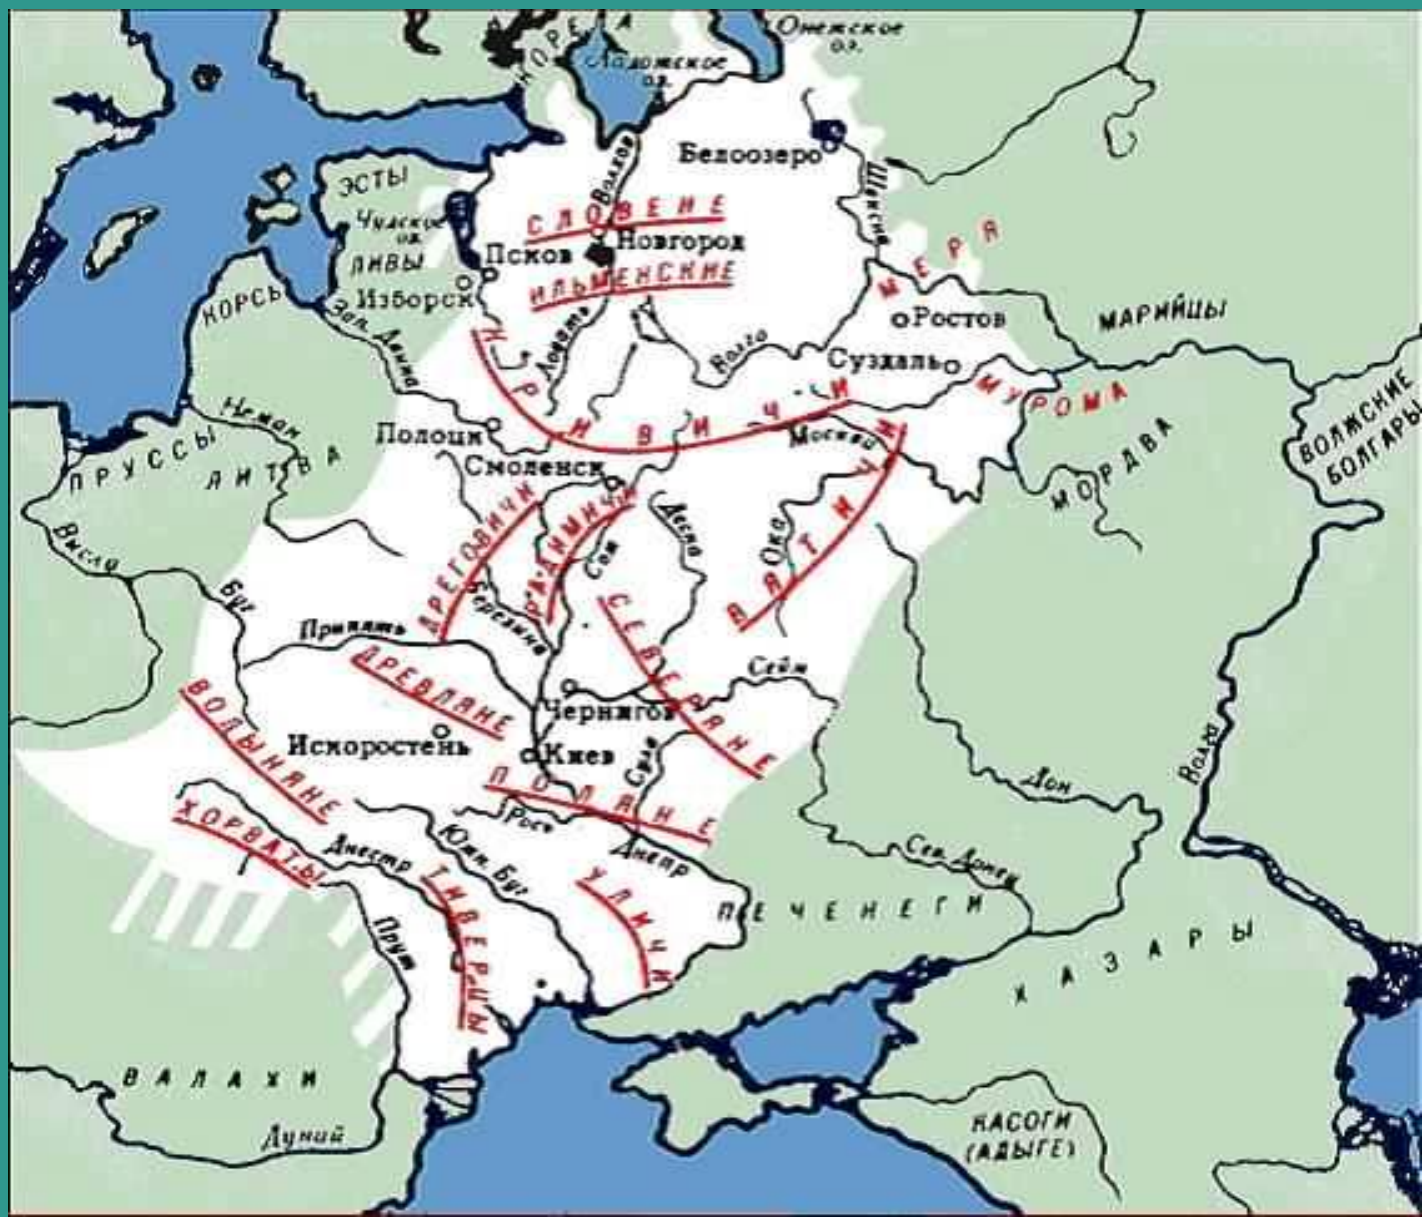 Онежское
оз.
КОРЕЛА
Ладожское
оз.
Белоозеро
Волхов
Шексна
ЭСТЫ
СЛОВЕНЕ
Чудское
оз.
Новгород
Псков
МЕРЯ
ЛИВЫ
ИЛЬМЕНСКИЕ
Изборск
КОРСЬ
Зап. Двина
Ловать
Ростов
МАРИЙЦЫ
Волга
Суздаль
КРИВИЧИ
МУРОМА
Неман
ВОЛЖСКИЕ
БОЛГАРЫ
Полоцк
Москва
ПРУССЫ
ЛИТВА
Смоленск
МОРДВА
ДРЕГОВИЧИ
РАДИМИЧИ
Десна
Ока
ВЯТИЧИ
Висла
Сож
Буг
Березина
СЕВЕРЯНЕ
Припять
ДРЕВЛЯНЕ
Сейм
ВОЛЫНЯНЕ
Чернигов
Искоростень
Киев
Сула
Волга
ПОЛЯНЕ
Дон
ХОРВАТЫ
Рось
Днестр
Южн. Буг
Днепр
Сев. Донец
ТИВЕРЦЫ
УЛИЧИ
ПЕЧЕНЕГИ
Прут
ХАЗАРЫ
ВАЛАХИ
Дунай
КАСОГИ
(АДЫГЕ)